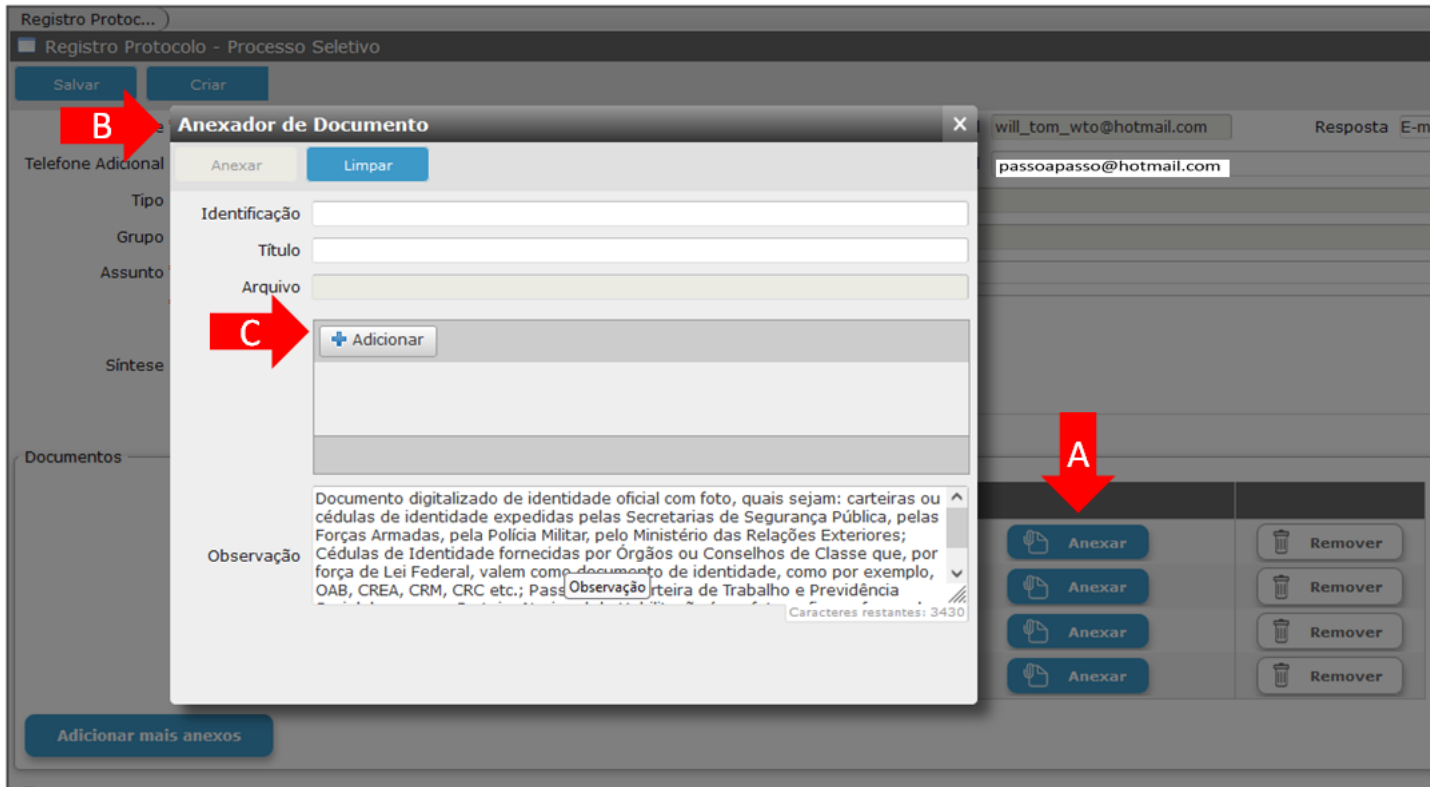 Registro Protoc...
Registro Protocolo - Processo Seletivo
Salvar Criar
B
Anexador de Documento
will_tom_wto@hotmail.com Resposta E-m
Telefone Adicional Anexar Limpar passoapasso@hotmail.com
Tipo
Identificação
Grupo
Título
Assunto
Arquivo
C
Adicionar
Síntese
Documentos
A
Documento digitalizado de identidade oficial com foto, quais sejam: carteiras ou
cédulas de identidade expedidas pelas Secretarias de Segurança Pública, pelas
Forças Armadas, pela Polícia Militar, pelo Ministério das Relações Exteriores;
Anexar Remover
Observação
Cédulas de Identidade fornecidas por Órgãos ou Conselhos de Classe que, por
força de Lei Federal, valem como documento de identidade, como por exemplo,
OAB, CREA, CRM, CRC etc.; Pass Observação rteira de Trabalho e Previdência
Anexar Remover
Caracteres restantes: 3430
Anexar Remover
Anexar Remover
Adicionar mais anexos